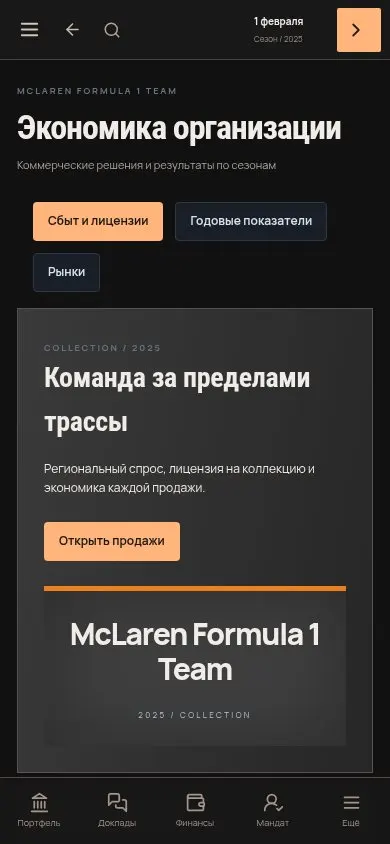 1 февраля
Сезон / 2025
MCLAREN FORMULA 1 TEAM
Экономика организации
Коммерческие решения и результаты по сезонам
Сбыт и лицензии
Годовые показатели
Рынки
COLLECTION / 2025
Команда за пределами
трассы
Региональный спрос, лицензия на коллекцию и
экономика каждой продажи.
Открыть продажи
McLaren Formula 1
Team
2025 / COLLECTION
Портфель
Доклады
Финансы
Мандат
Ещё